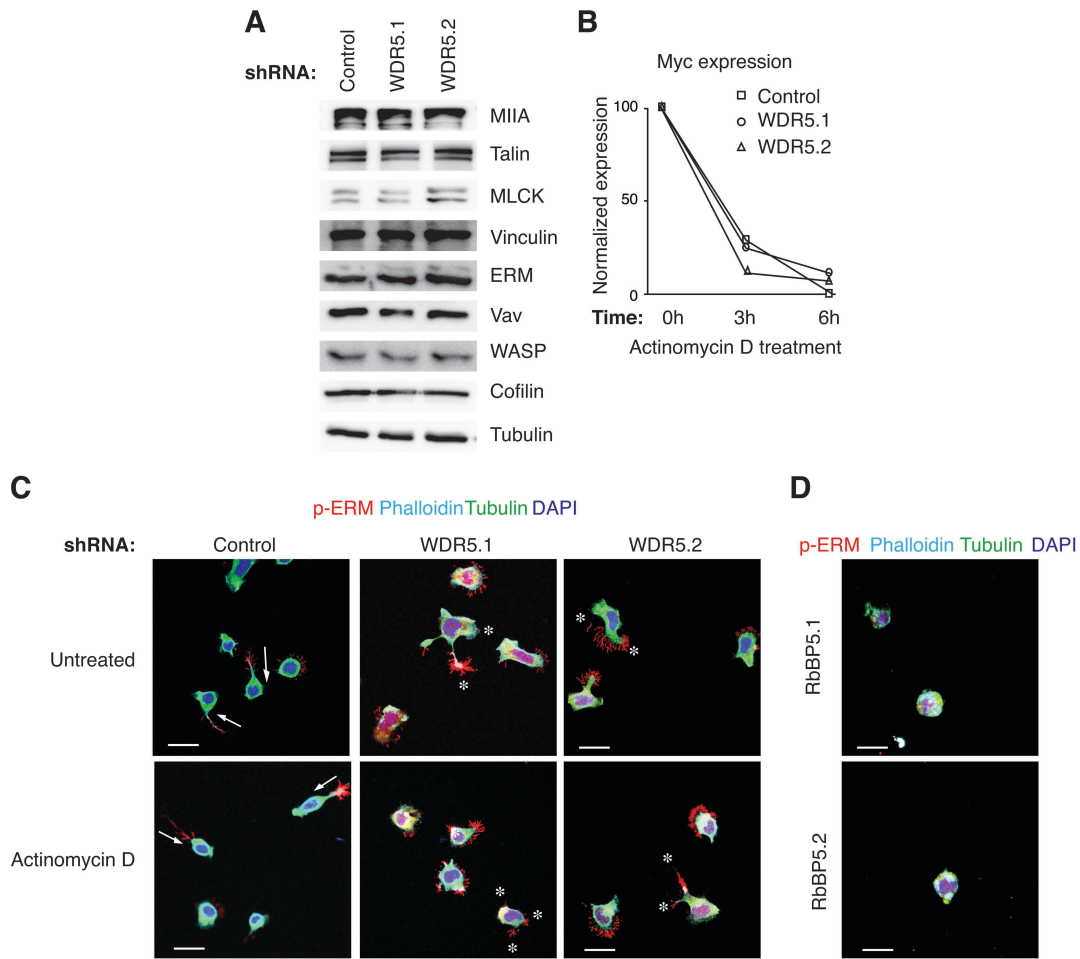 A
shRNA:
Control
WDR5.1
WDR5.2
MIIA
Talin
MLCK
Vinculin
ERM
Vav
WASP
Cofilin
Tubulin
B
Myc expression
Control
WDR5.1
WDR5.2
Normalized expression
100
50
0
Time: 0h 3h 6h
Actinomycin D treatment
C
p-ERM Phalloidin Tubulin DAPI
shRNA: Control WDR5.1 WDR5.2
Untreated
*
*
*
*
Actinomycin D
*
*
*
*
*
D
p-ERM Phalloidin Tubulin DAPI
RbBP5.1
RbBP5.2